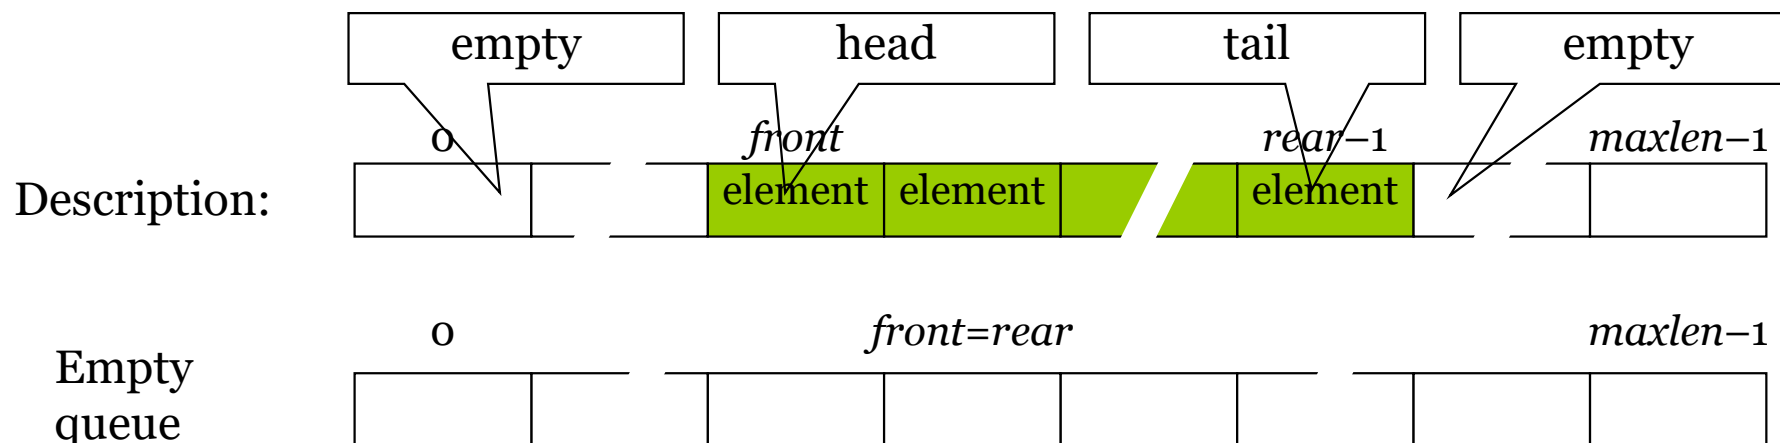 empty head tail empty
0 front rear–1 maxlen–1
Description: element element element
0 front=rear maxlen–1
Empty
queue